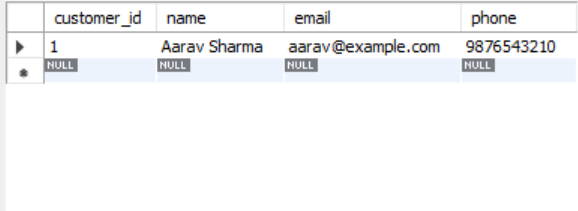 customer_id name email phone
1 Aarav Sharma aarav@example.com 9876543210
NULL NULL NULL NULL